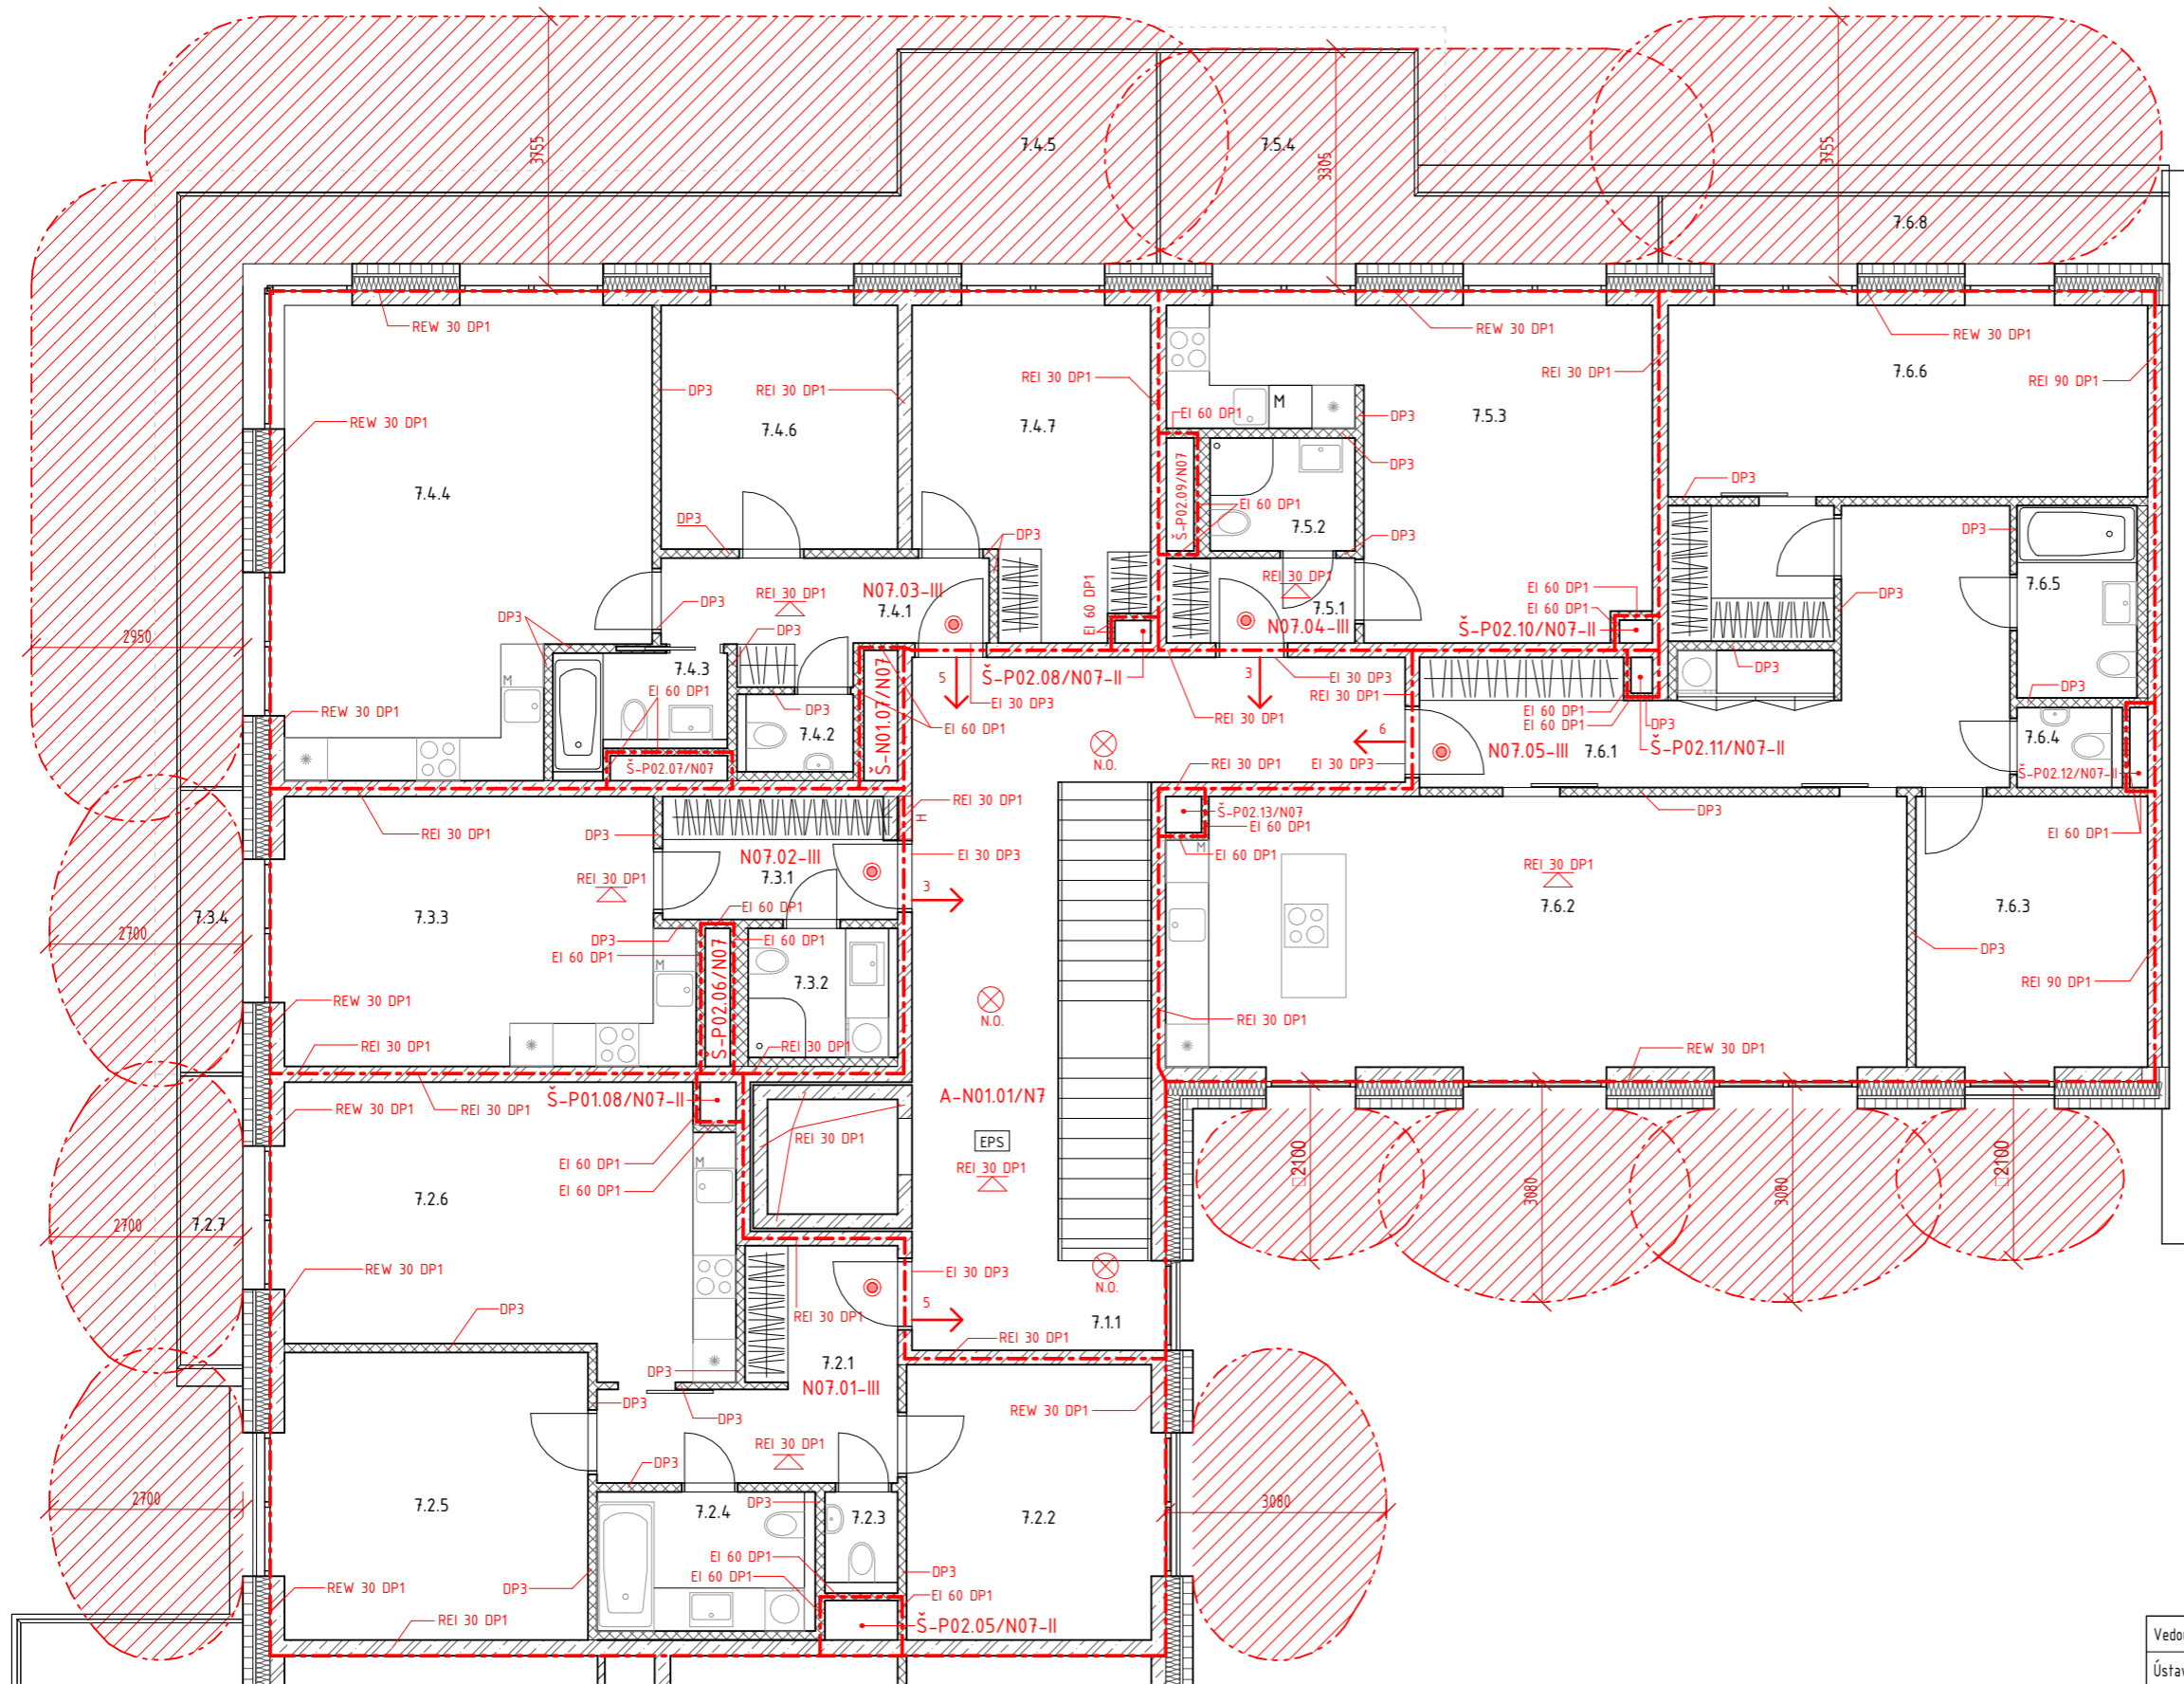 3755
3305
3755
7.4.5
7.5.4
7.6.8
REW 30 DP1
REW 30 DP1
REW 30 DP1
REI 30 DP1
REI 30 DP1
7.6.6
REI 90 DP1
DP3
REI 30 DP1
M
REW 30 DP1
7.4.6
7.4.7
EI 60 DP1
DP3
7.5.3
7.4.4
DP3
DP3
Š-P02.09/N07
EI 60 DP1
DP3
7.5.2
DP3
DP3
DP3
7.6.5
EI 60 DP1
N07.03-III
7.4.1
REI 30 DP1
REI 30 DP1
7.5.1
N07.04-III
EI 60 DP1
EI 60 DP1
Š-P02.10/N07-II
DP3
DP3
DP3
DP3
2950
7.4.3
M
EI 60 DP1
5
Š-P02.08/N07-II
3
EI 30 DP3
REI 30 DP1
DP3
DP3
EI 30 DP3
EI 60 DP1
REW 30 DP1
DP3
7.4.2
EI 60 DP1
REI 30 DP1
EI 60 DP1
EI 60 DP1
DP3
Š-P02.11/N07-II
Š-N01.07/N07
6
N07.05-III
7.6.1
7.6.4
N.O.
Š-P02.07/N07
REI 30 DP1
EI 30 DP3
Š-P02.12/N07-II
REI 30 DP1
H
Š-P02.13/N07
DP3
REI 30 DP1
DP3
EI 60 DP1
EI 60 DP1
M
EI 60 DP1
N07.02-III
7.3.1
EI 30 DP3
REI 30 DP1
REI 30 DP1
3
7.3.4
7.3.3
EI 60 DP1
7.6.2
7.6.3
2700
DP3
EI 60 DP1
EI 60 DP1
DP3
M
Š-P02.06/N07
7.3.2
REI 90 DP1
REW 30 DP1
N.O.
REI 30 DP1
REI 30 DP1
REI 30 DP1
REW 30 DP1
REW 30 DP1
REI 30 DP1
Š-P01.08/N07-II
A-N01.01/N7
REI 30 DP1
EPS
EI 60 DP1
M
REI 30 DP1
EI 60 DP1
2100
3080
3080
2100
7.2.6
7.2.7
2700
REW 30 DP1
EI 30 DP3
N.O.
DP3
REI 30 DP1
5
7.1.1
REI 30 DP1
7.2.1
DP3
N07.01-III
DP3
DP3
REW 30 DP1
REI 30 DP1
DP3
2700
7.2.5
7.2.4
DP3
7.2.3
7.2.2
3080
EI 60 DP1
EI 60 DP1
DP3
REW 30 DP1
DP3
EI 60 DP1
REI 30 DP1
Š-P02.05/N07-II